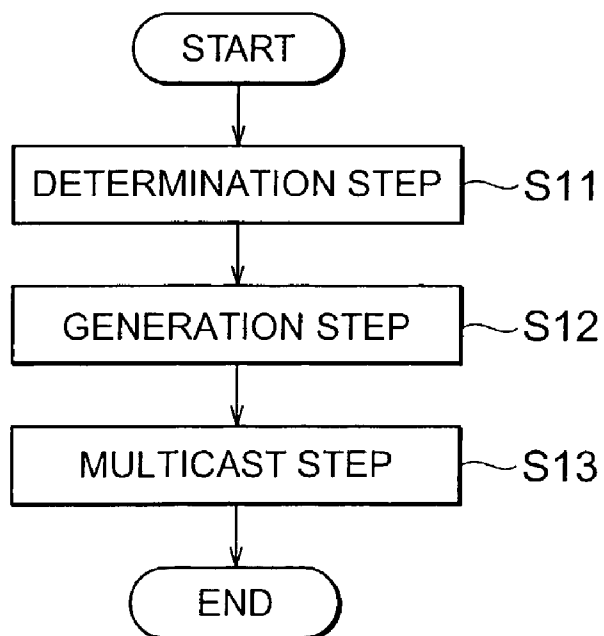 START
DETERMINATION STEP S11
GENERATION STEP S12
MULTICAST STEP S13
END